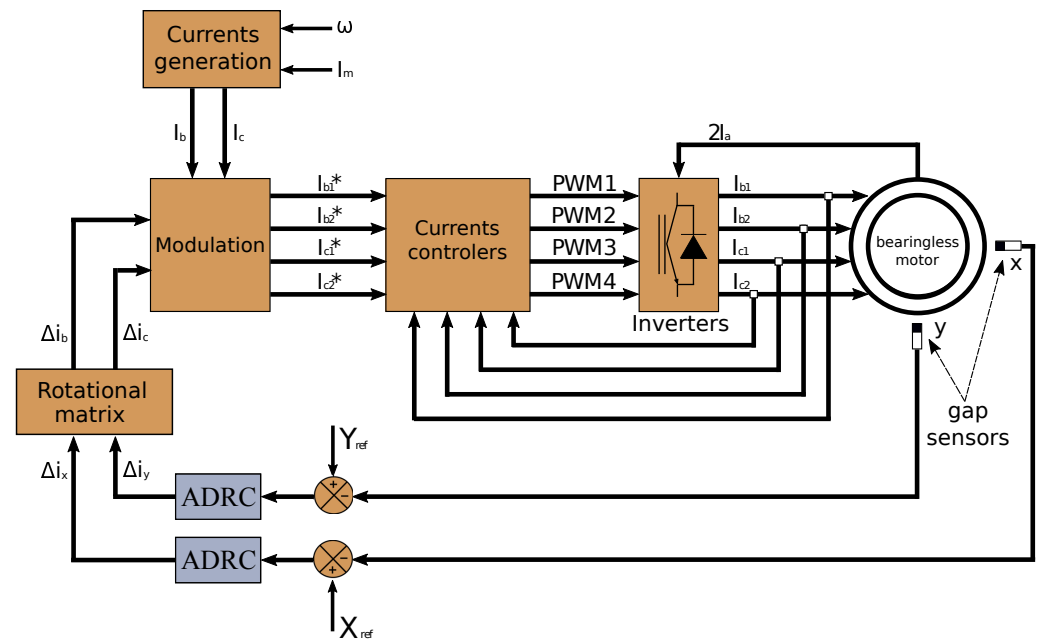 Currents
generation
ω
Im
Ib
Ic
2Ia
Modulation
Ib1*
Ib2*
Ic1*
Ic2*
Currents
controlers
PWM1
PWM2
PWM3
PWM4
Inverters
Ib1
Ib2
Ic1
Ic2
bearingless
motor
x
y
gap
sensors
Δib
Δic
Rotational
matrix
Δix
Δiy
Yref
+
-
ADRC
ADRC
-
+
Xref